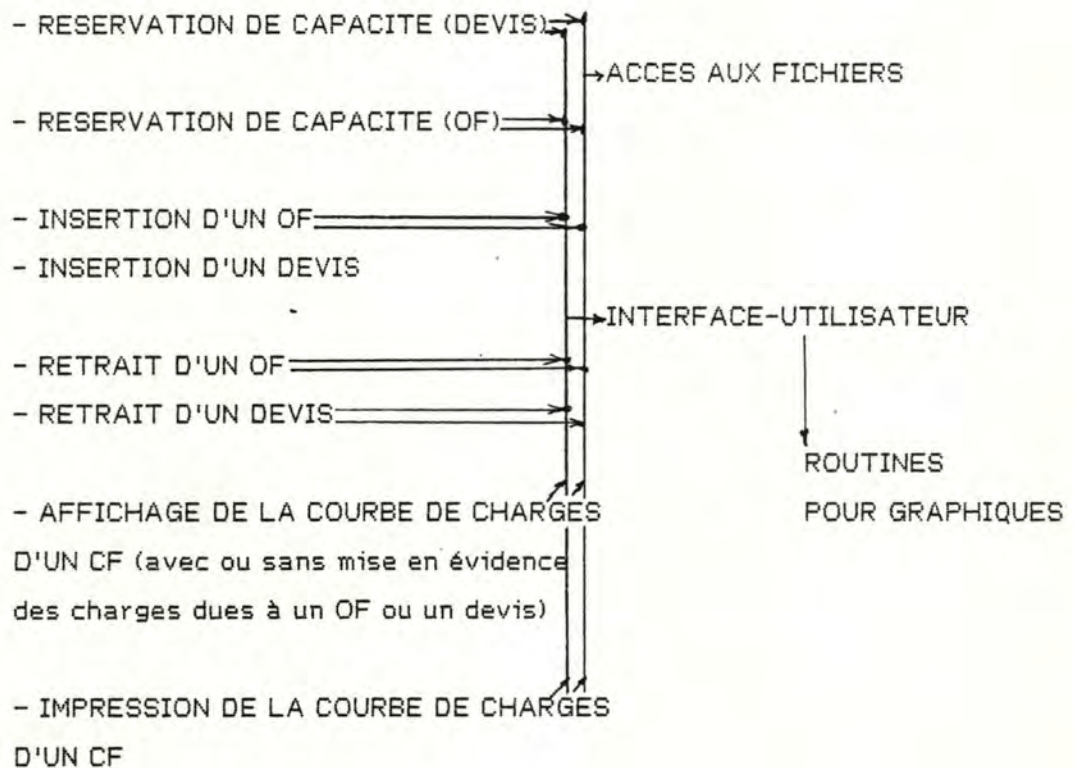 - RESERVATION DE CAPACITE (DEVIS)
ACCES AUX FICHIERS
- RESERVATION DE CAPACITE (OF)
- INSERTION D'UN OF
- INSERTION D'UN DEVIS
INTERFACE-UTILISATEUR
- RETRAIT D'UN OF
- RETRAIT D'UN DEVIS
ROUTINES
POUR GRAPHIQUES
- AFFICHAGE DE LA COURBE DE CHARGES
D'UN CF (avec ou sans mise en évidence
des charges dues à un OF ou un devis)
- IMPRESSION DE LA COURBE DE CHARGES
D'UN CF